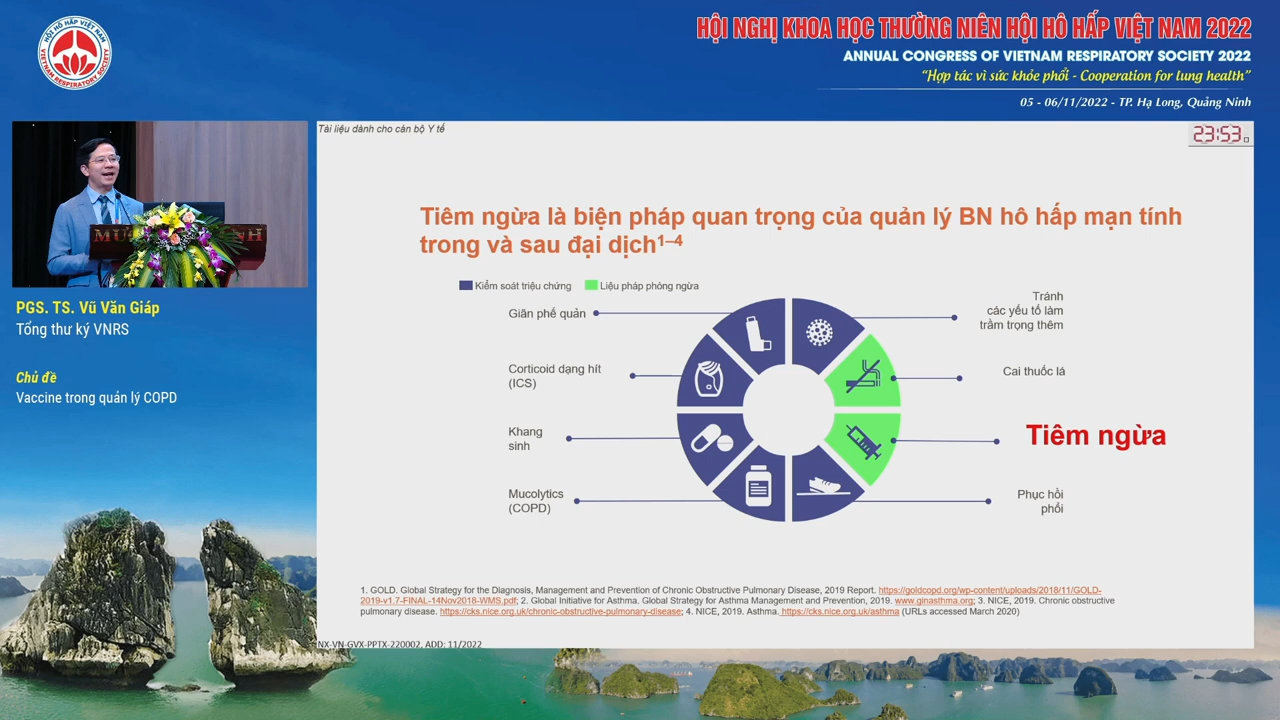 HỘI HÔ HẤP VIỆT NAM
VIETNAM RESPIRATORY SOCIETY
HỘI NGHỊ KHOA HỌC THƯỜNG NIÊN HỘI HÔ HẤP VIỆT NAM 2022
ANNUAL CONGRESS OF VIETNAM RESPIRATORY SOCIETY 2022
“Hợp tác vì sức khỏe phổi - Cooperation for lung health”
05 - 06/11/2022 - TP. Hạ Long, Quảng Ninh
PGS. TS. Vũ Văn Giáp
Tổng thư ký VNRS
Chủ đề
Vaccine trong quản lý COPD
Tài liệu dành cho cán bộ Y tế
23:53
Tiêm ngừa là biện pháp quan trọng của quản lý BN hô hấp mạn tính
trong và sau đại dịch1–4
Kiểm soát triệu chứng
Liệu pháp phòng ngừa
Giãn phế quản
Corticoid dạng hít
(ICS)
Khang
sinh
Mucolytics
(COPD)
Tránh
các yếu tố làm
trầm trọng thêm
Cai thuốc lá
Tiêm ngừa
Phục hồi
phổi
1. GOLD. Global Strategy for the Diagnosis, Management and Prevention of Chronic Obstructive Pulmonary Disease, 2019 Report. https://goldcopd.org/wp-content/uploads/2018/11/GOLD-
2019-v1.7-FINAL-14Nov2018-WMS.pdf; 2. Global Initiative for Asthma. Global Strategy for Asthma Management and Prevention, 2019. www.ginasthma.org; 3. NICE, 2019. Chronic obstructive
pulmonary disease. https://cks.nice.org.uk/chronic-obstructive-pulmonary-disease; 4. NICE, 2019. Asthma. https://cks.nice.org.uk/asthma (URLs accessed March 2020)
NX-VN-GVX-PPTX-220002, ADD: 11/2022